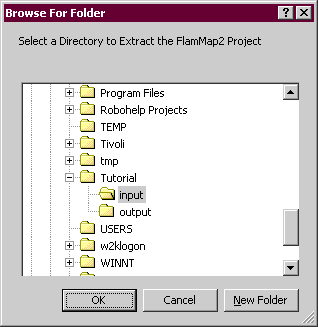 Browse For Folder
Select a Directory to Extract the FlamMap2 Project
Program Files
Robohelp Projects
TEMP
Tivoli
tmp
Tutorial
input
output
USERS
w2klogon
WINNT
OK Cancel New Folder